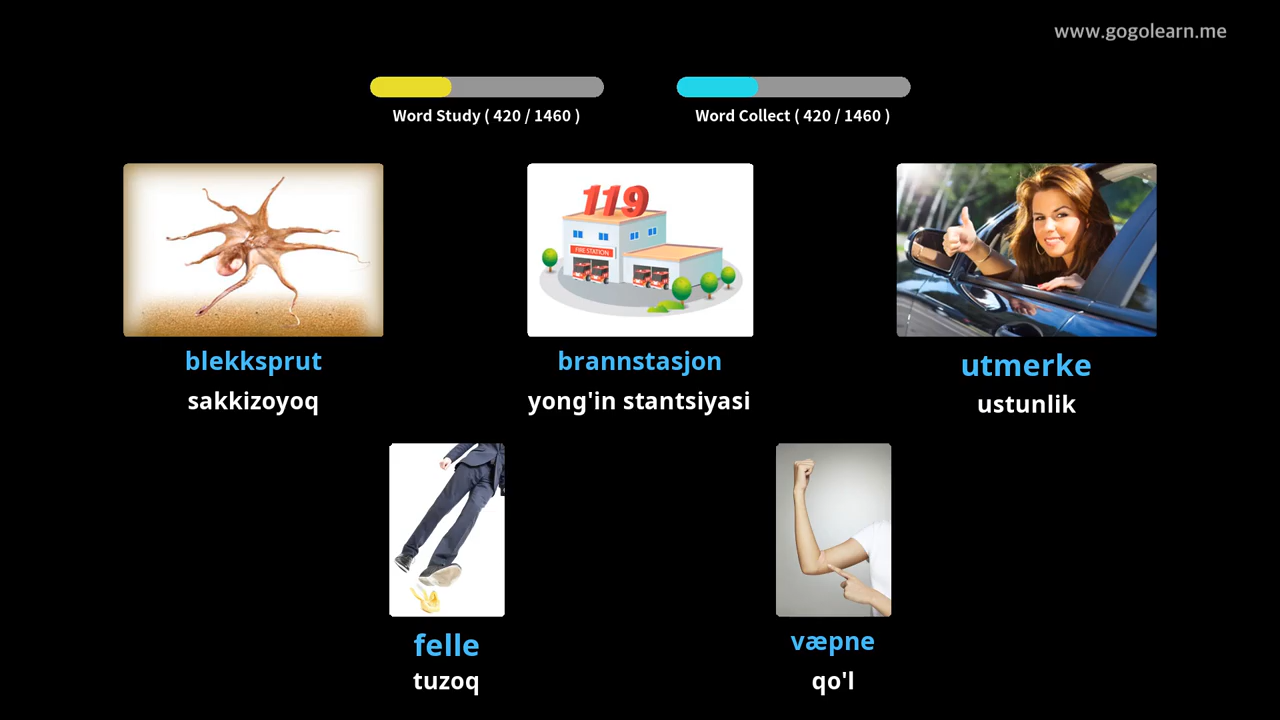 www.gogolearn.me
Word Study ( 420 / 1460 )
Word Collect ( 420 / 1460 )
119
FIRE STATION
blekksprut
sakkizoyoq
brannstasjon
yong'in stantsiyasi
utmerke
ustunlik
felle
tuzoq
væpne
qo'l